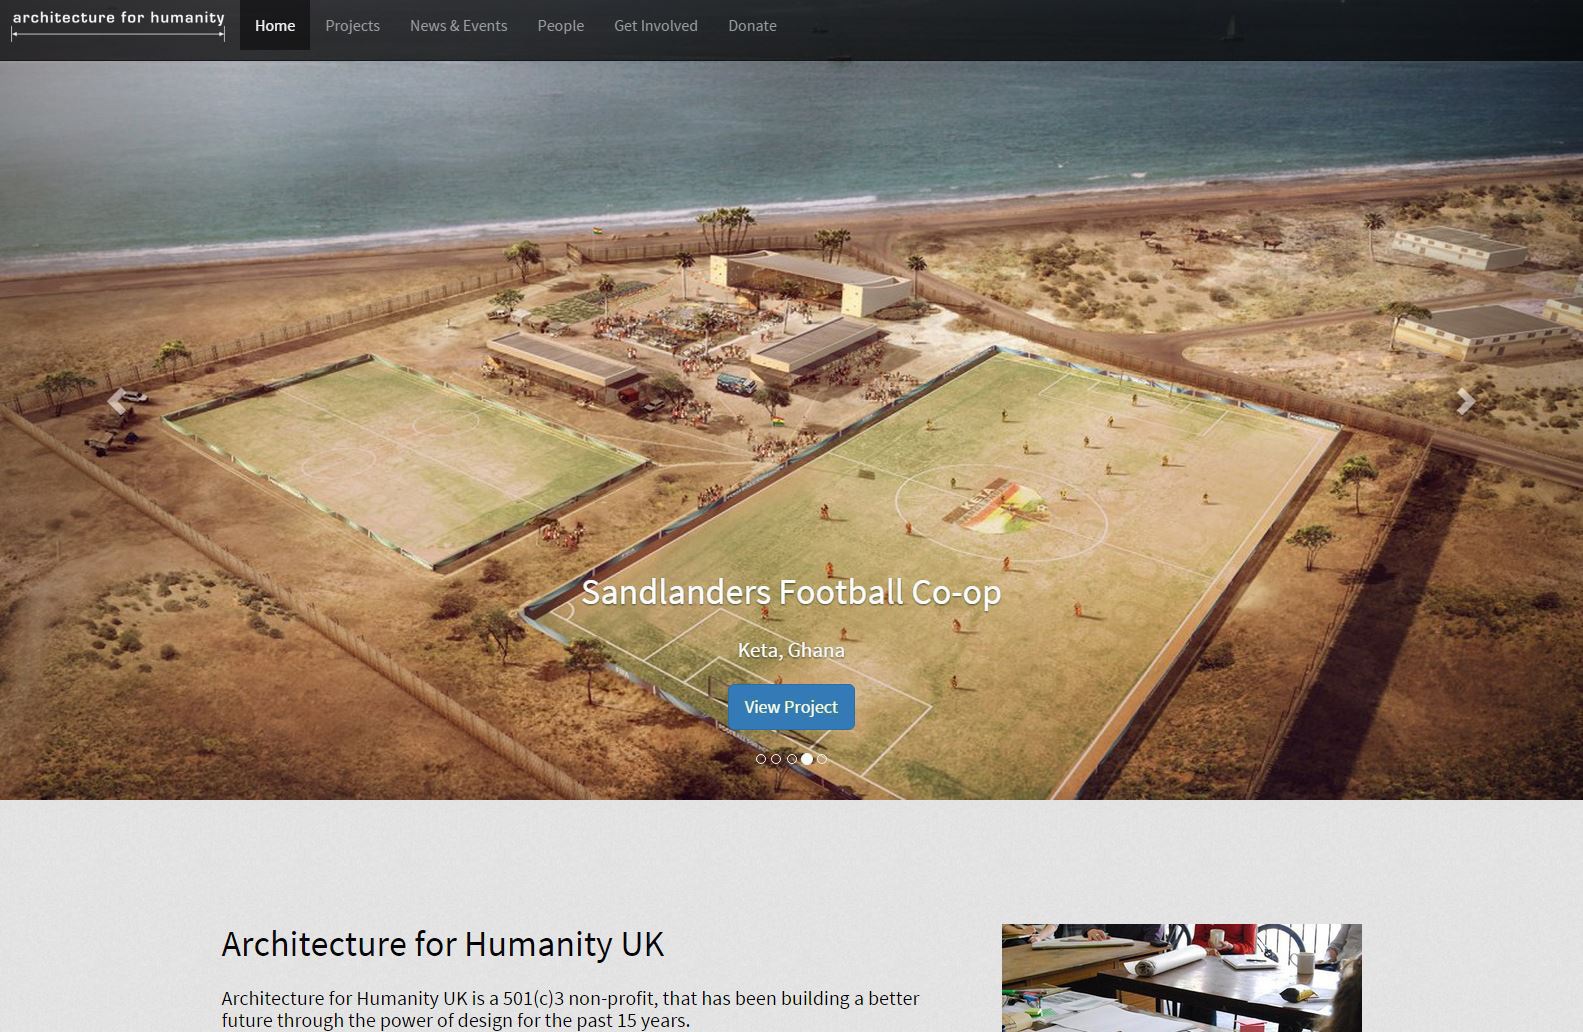 architecture for humanity
Home Projects News & Events People Get Involved Donate
KETA
Sandlanders Football Co-op
Keta, Ghana
View Project
Architecture for Humanity UK
Architecture for Humanity UK is a 501(c)3 non-profit, that has been building a better
future through the power of design for the past 15 years.